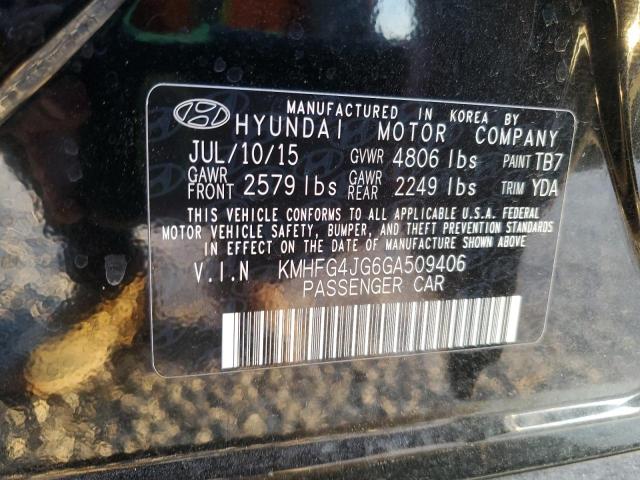 MANUFACTURED IN KOREA BY
HYUNDAI MOTOR COMPANY
JUL/10/15 GVWR 4806 lbs PAINT TB7
GAWR FRONT 2579 lbs GAWR REAR 2249 lbs TRIM YDA
THIS VEHICLE CONFORMS TO ALL APPLICABLE U.S.A. FEDERAL
MOTOR VEHICLE SAFETY, BUMPER, AND THEFT PREVENTION STANDARDS
IN EFFECT ON THE DATE OF MANUFACTURE SHOWN ABOVE
V.I.N KMHFG4JG6GA509406
PASSENGER CAR